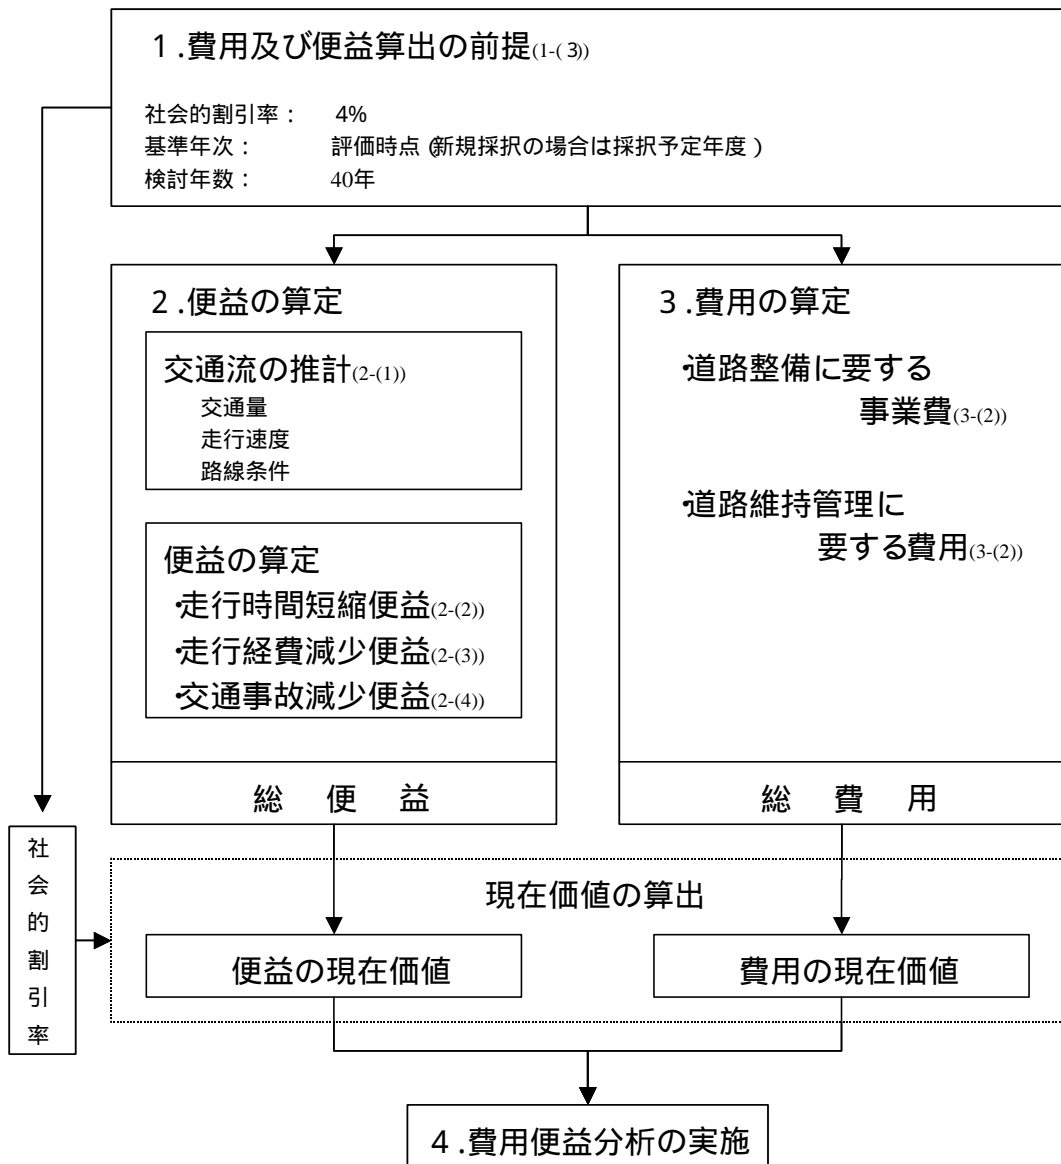 1.費用及び便益算出の前提(1-(3))
社会的割引率： 4%
基準年次： 評価時点（新規採択の場合は採択予定年度）
検討年数： 40年
2.便益の算定
交通流の推計(2-(1))
交通量
走行速度
路線条件
便益の算定
・走行時間短縮便益(2-(2))
・走行経費減少便益(2-(3))
・交通事故減少便益(2-(4))
総 便 益
3.費用の算定
・道路整備に要する
事業費(3-(2))
・道路維持管理に
要する費用(3-(2))
総 費 用
社会的割引率
現在価値の算出
便益の現在価値
費用の現在価値
4.費用便益分析の実施